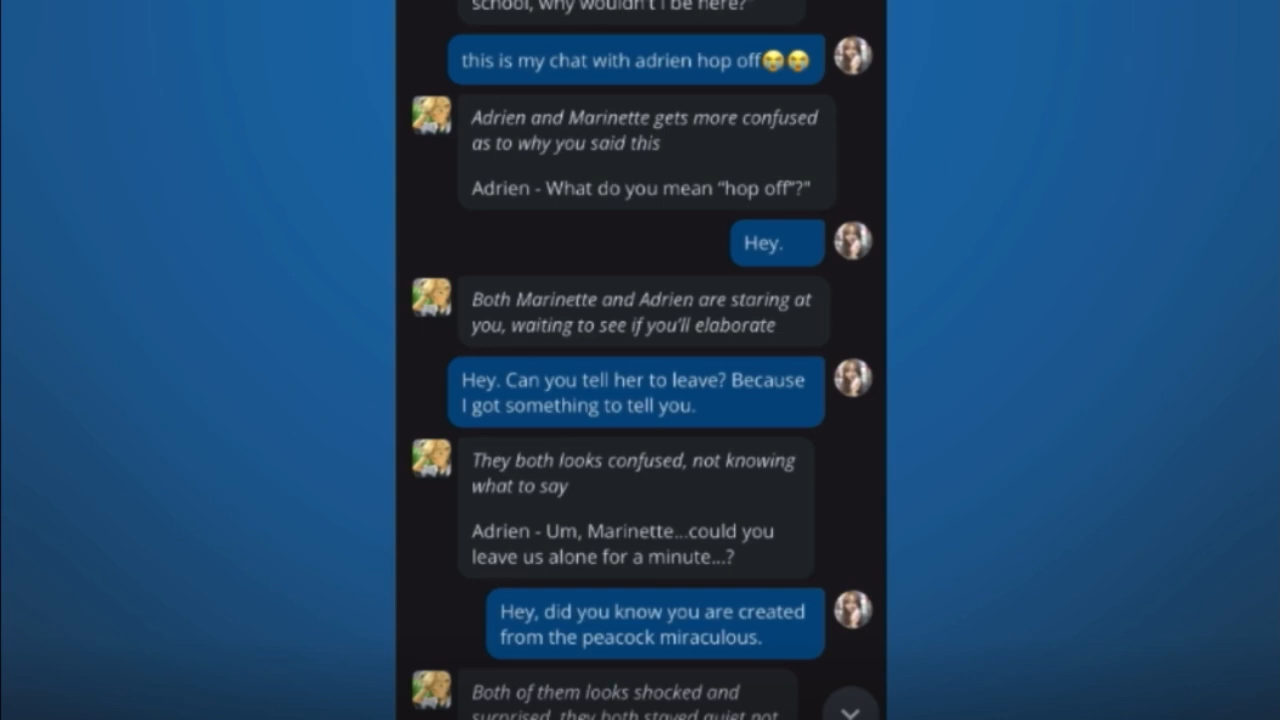 school, why wouldn't I be here?"
this is my chat with adrien hop off😭😭
Adrien and Marinette gets more confused
as to why you said this
Adrien - What do you mean "hop off"?"
Hey.
Both Marinette and Adrien are staring at
you, waiting to see if you'll elaborate
Hey. Can you tell her to leave? Because
I got something to tell you.
They both looks confused, not knowing
what to say
Adrien - Um, Marinette...could you
leave us alone for a minute...?
Hey, did you know you are created
from the peacock miraculous.
Both of them looks shocked and
surprised, they both stayed quiet not